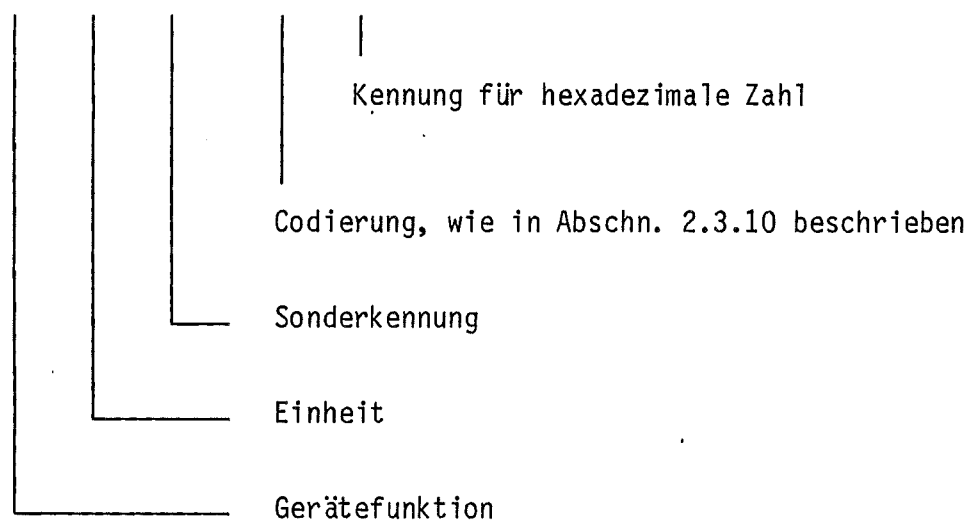 Kennung für hexadezimale Zahl
Codierung, wie in Abschn. 2.3.10 beschrieben
Sonderkennung
Einheit
Gerätefunktion